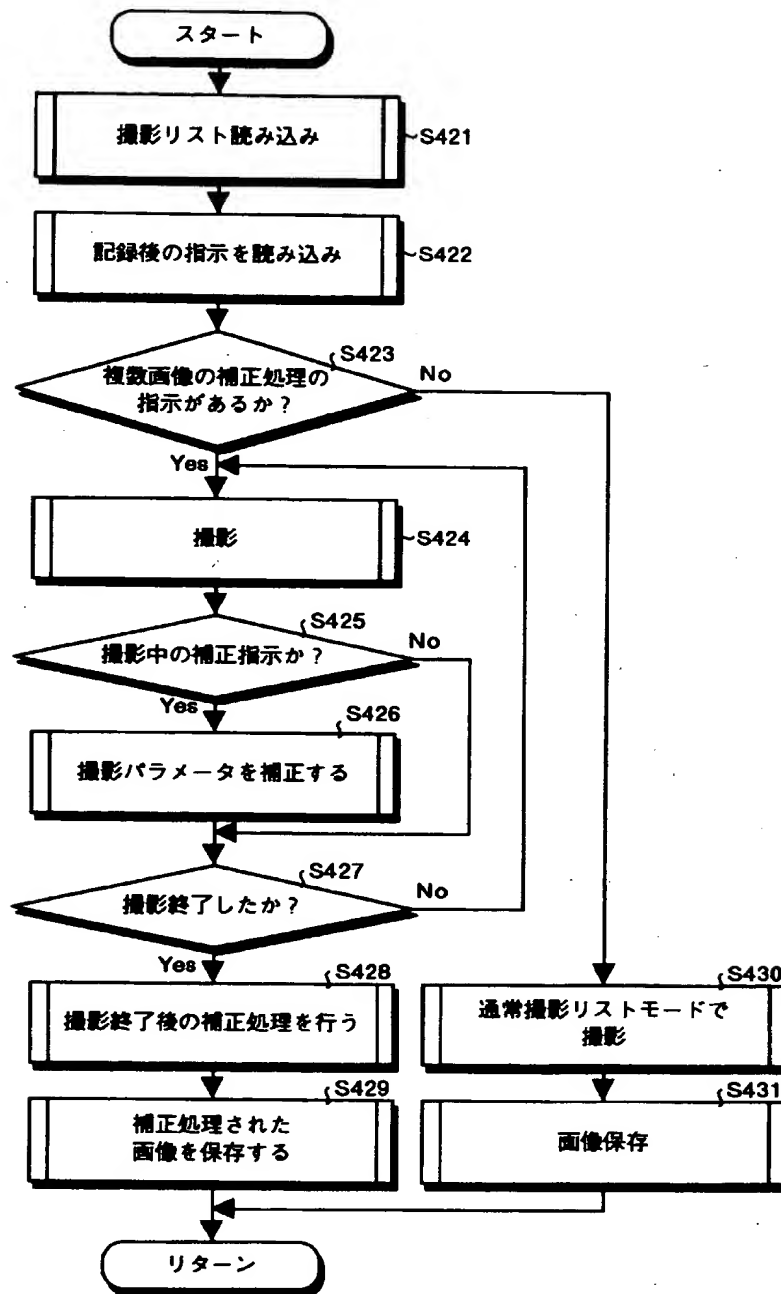 スタート
撮影リスト読み込み
S421
記録後の指示を読み込み
S422
S423
複数画像の補正処理の
指示があるか？
No
Yes
撮影
S424
S425
撮影中の補正指示か？
No
Yes
S426
撮影パラメータを補正する
S427
撮影終了したか？
No
Yes
S428
撮影終了後の補正処理を行う
S430
通常撮影リストモードで
撮影
S429
補正処理された
画像を保存する
S431
画像保存
リターン